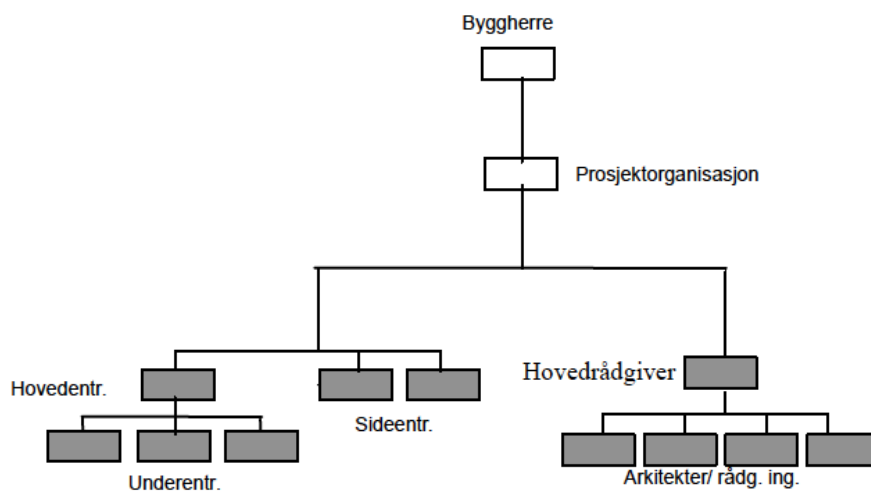 Byggherre
Prosjektorganisasjon
Hovedentr.
Hovedrådgiver
Sideentr.
Underentr.
Arkitekter/ rådg. ing.